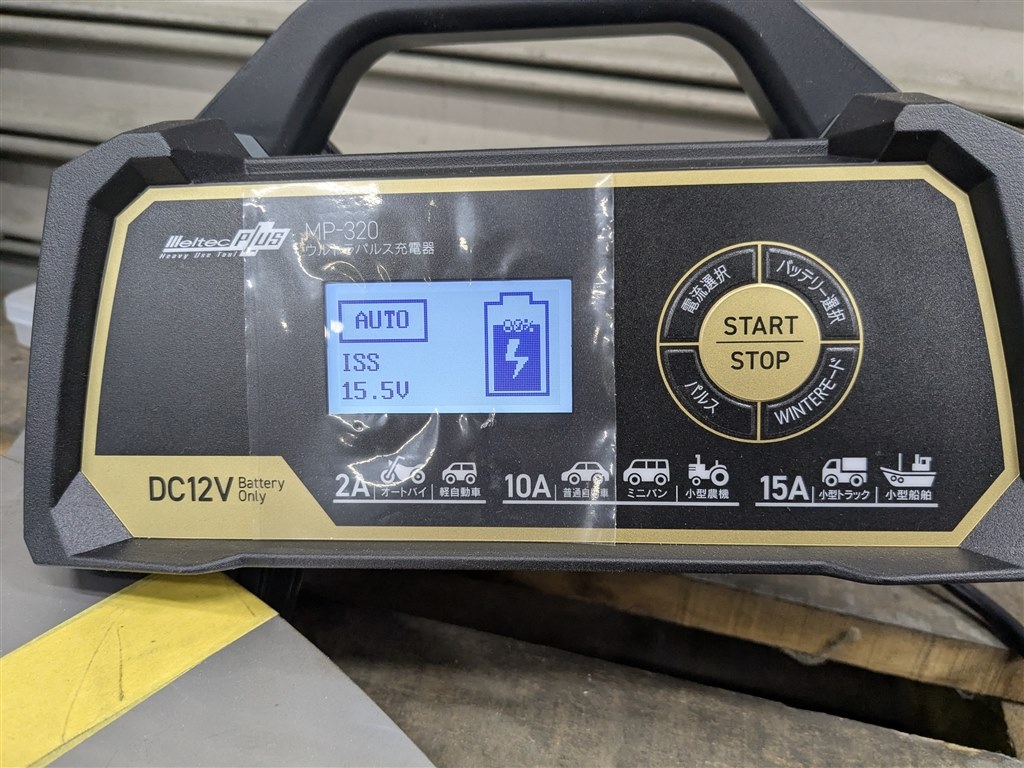 Meltec PLUS
Heavy Use Tool
MP-320
ウルトラパルス充電器
AUTO
ISS
15.5V
80%
電流選択
バッテリー選択
START
STOP
パルス
WINTERモード
DC12V Battery Only
2A オートバイ 軽自動車
10A 普通自動車 ミニバン 小型農機
15A 小型トラック 小型船舶